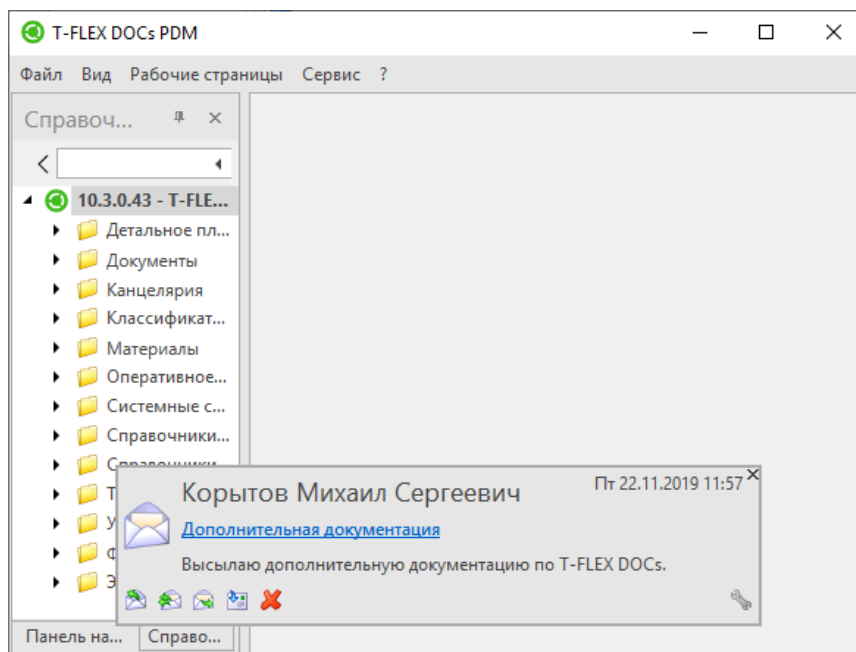 T-FLEX DOCs PDM
Файл Вид Рабочие страницы Сервис ?
Справоч...
10.3.0.43 - T-FLE...
Детальное пл...
Документы
Канцелярия
Классификат...
Материалы
Оперативное...
Системные с...
Справочники...
Справочники
Т
У
Ф
Э
Корытов Михаил Сергеевич
Пт 22.11.2019 11:57
Дополнительная документация
Высылаю дополнительную документацию по T-FLEX DOCs.
Панель на... Справо...